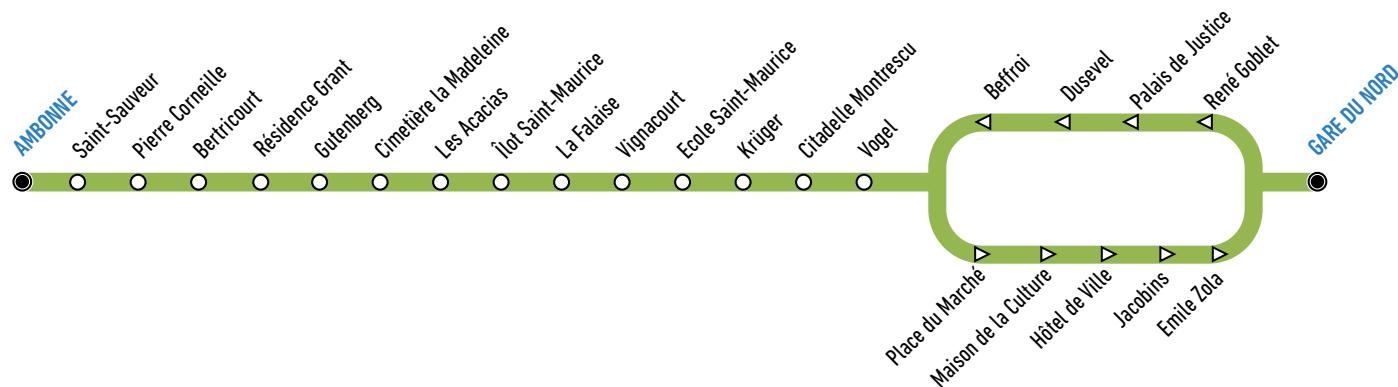 AMBONNE
Saint-Sauveur
Pierre Corneille
Bertricourt
Résidence Grant
Gutenberg
Cimetière la Madeleine
Les Acacias
Îlot Saint-Maurice
La Falaise
Vignacourt
Ecole Saint-Maurice
Krüger
Citadelle Montrescu
Vogel
Beffroi
Dusevel
Palais de Justice
René Goblet
GARE DU NORD
Place du Marché
Maison de la Culture
Hôtel de Ville
Jacobins
Emile Zola